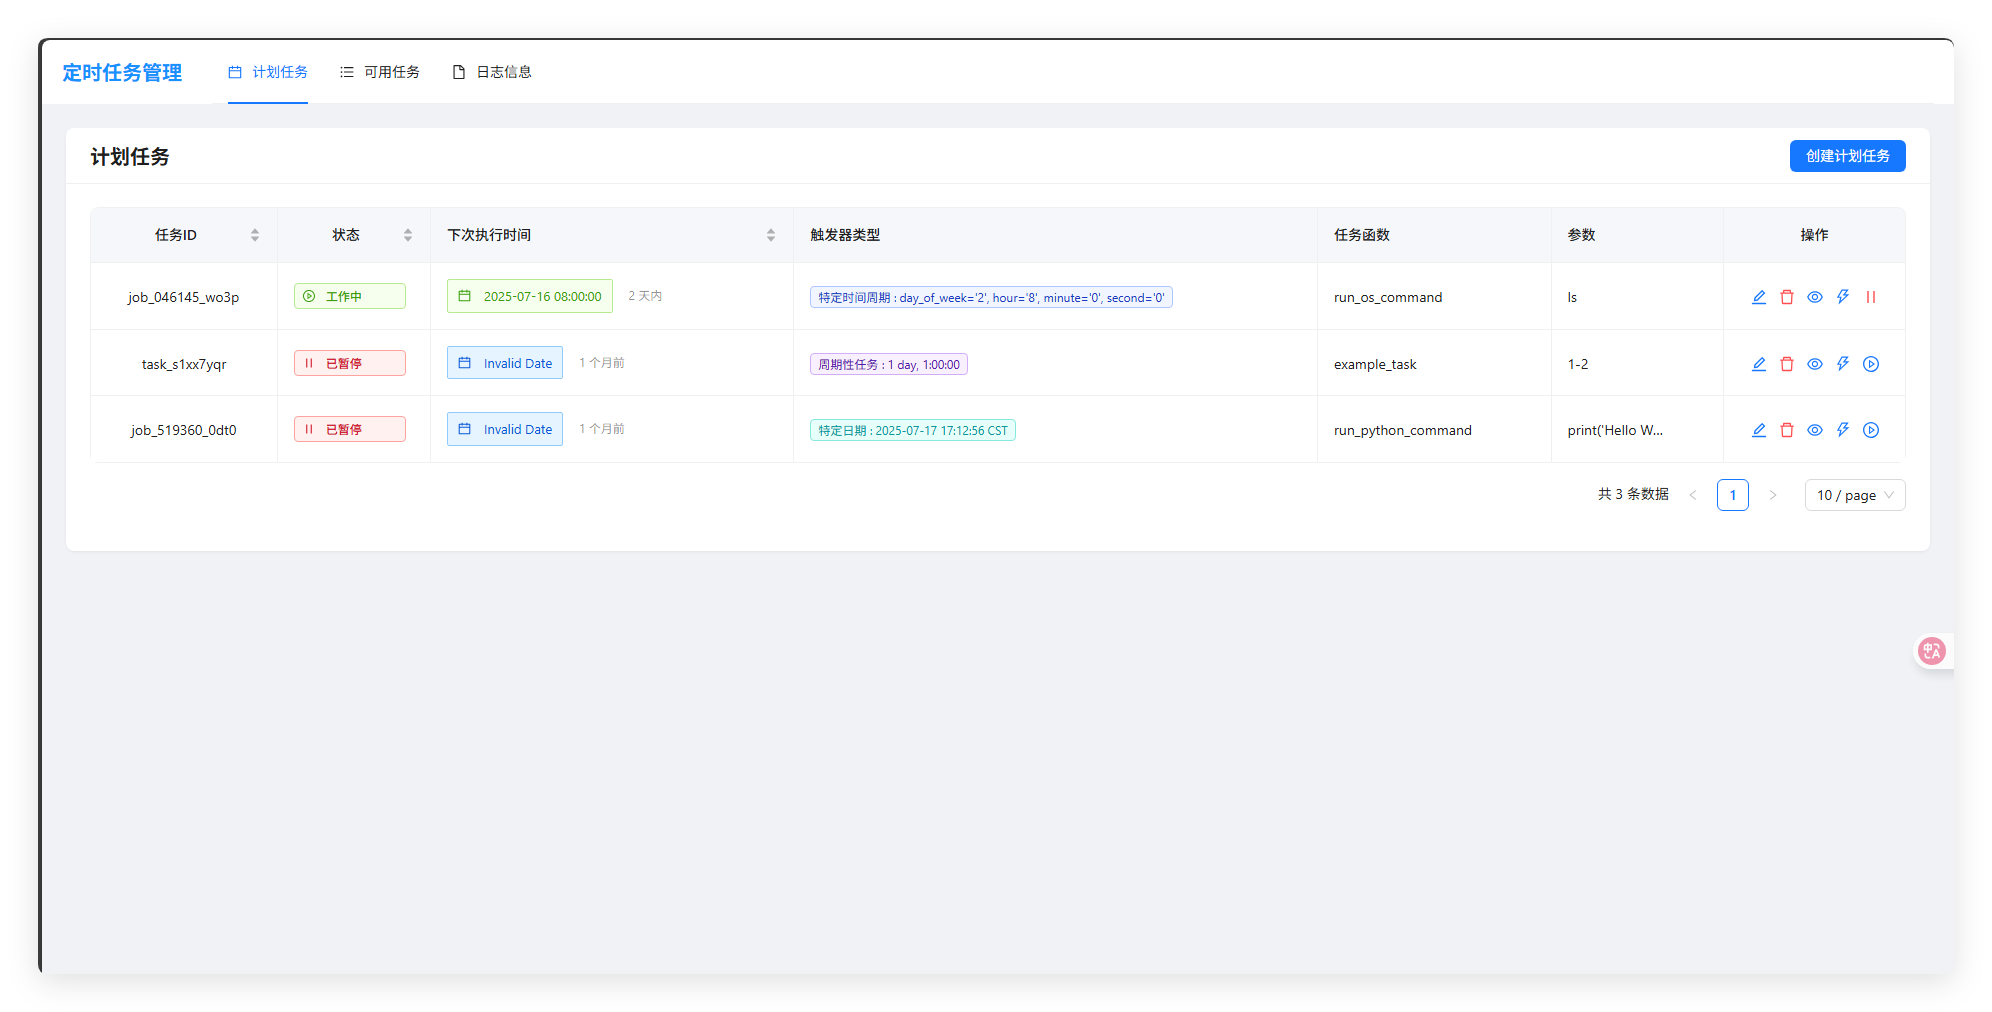 定时任务管理 计划任务 可用任务 日志信息
计划任务 创建计划任务
任务ID 状态 下次执行时间 触发器类型 任务函数 参数 操作
job_046145_wo3p 工作中 2025-07-16 08:00:00 2 天内 特定时间周期 : day_of_week='2', hour='8', minute='0', second='0' run_os_command ls
task_s1xx7yqr 已暂停 Invalid Date 1 个月前 周期性任务 : 1 day, 1:00:00 example_task 1-2
job_519360_0dt0 已暂停 Invalid Date 1 个月前 特定日期 : 2025-07-17 17:12:56 CST run_python_command print('Hello W...
共 3 条数据 1 10 / page